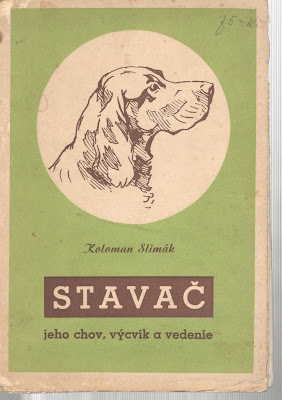 Koloman Slimák
STAVAČ
jeho chov, výcvik a vedenie